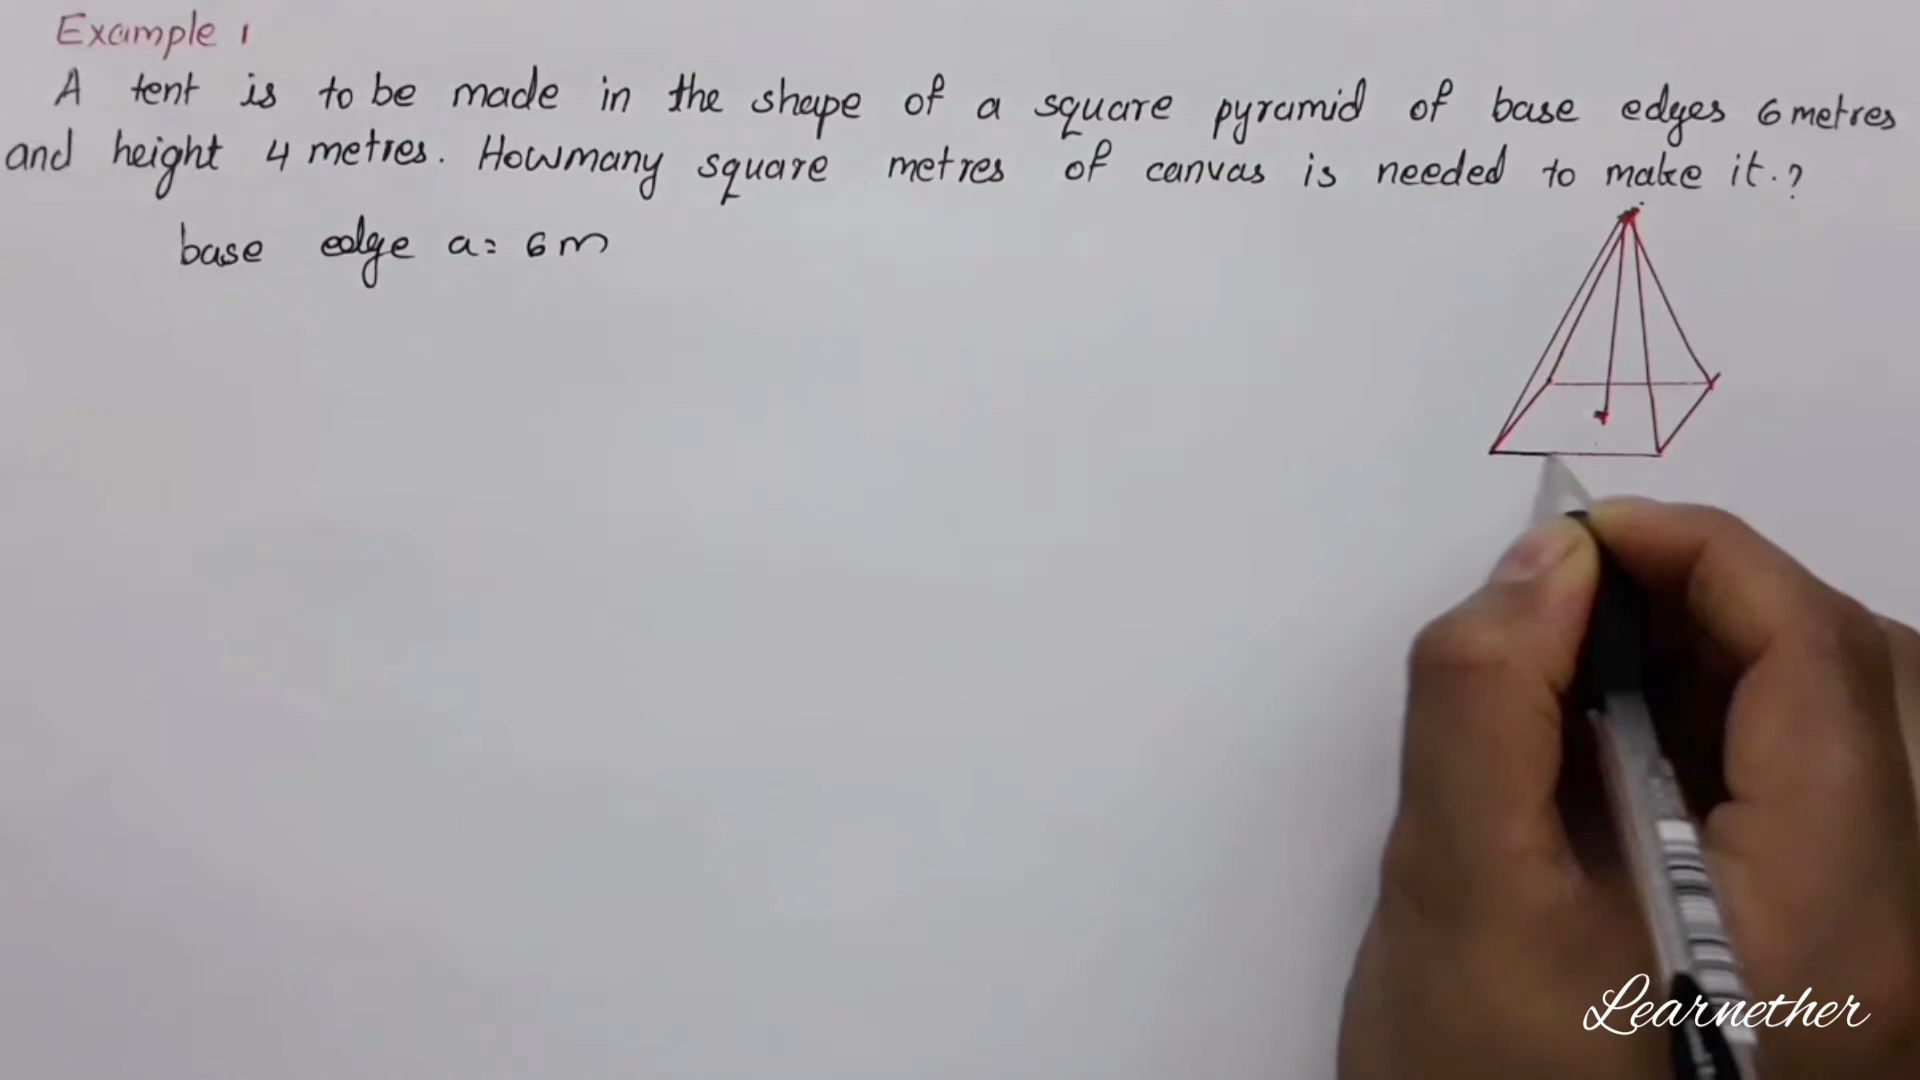 Example 1
A tent is to be made in the shape of a square pyramid of base edges 6 metres
and height 4 metres. Howmany square metres of canvas is needed to make it.?
base edge a = 6 m
Learnether